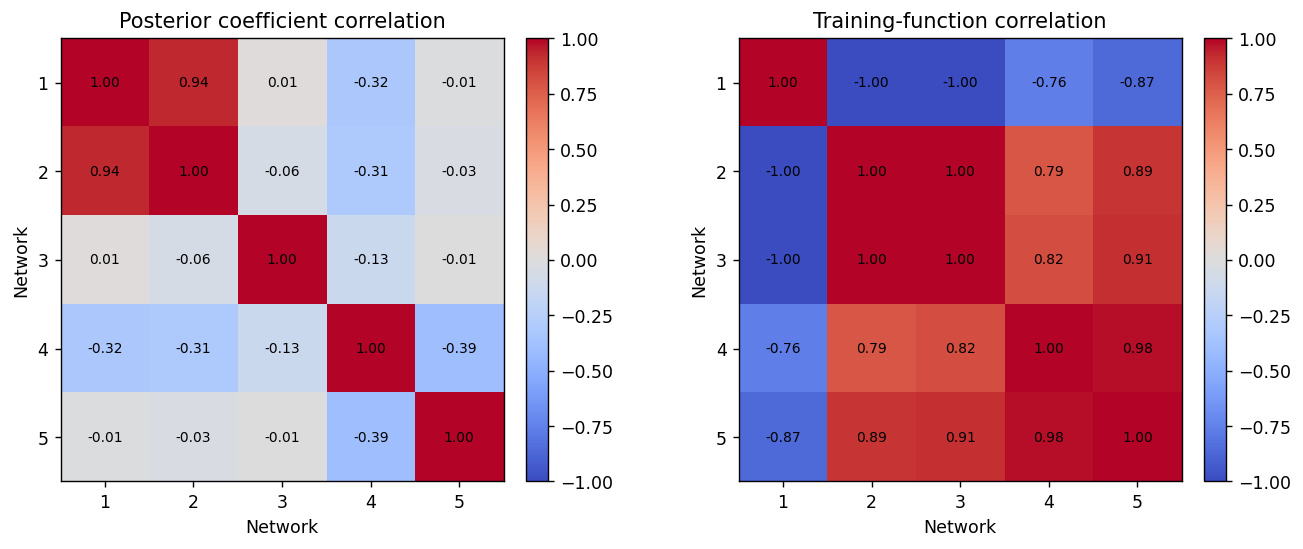 Posterior coefficient correlation
Training-function correlation
1 1.00 0.94 0.01 -0.32 -0.01
2 0.94 1.00 -0.06 -0.31 -0.03
3 0.01 -0.06 1.00 -0.13 -0.01
4 -0.32 -0.31 -0.13 1.00 -0.39
5 -0.01 -0.03 -0.01 -0.39 1.00
1 2 3 4 5
Network
Network
1.00
0.75
0.50
0.25
0.00
−0.25
−0.50
−0.75
−1.00
1 1.00 -1.00 -1.00 -0.76 -0.87
2 -1.00 1.00 1.00 0.79 0.89
3 -1.00 1.00 1.00 0.82 0.91
4 -0.76 0.79 0.82 1.00 0.98
5 -0.87 0.89 0.91 0.98 1.00
1 2 3 4 5
Network
Network
1.00
0.75
0.50
0.25
0.00
−0.25
−0.50
−0.75
−1.00